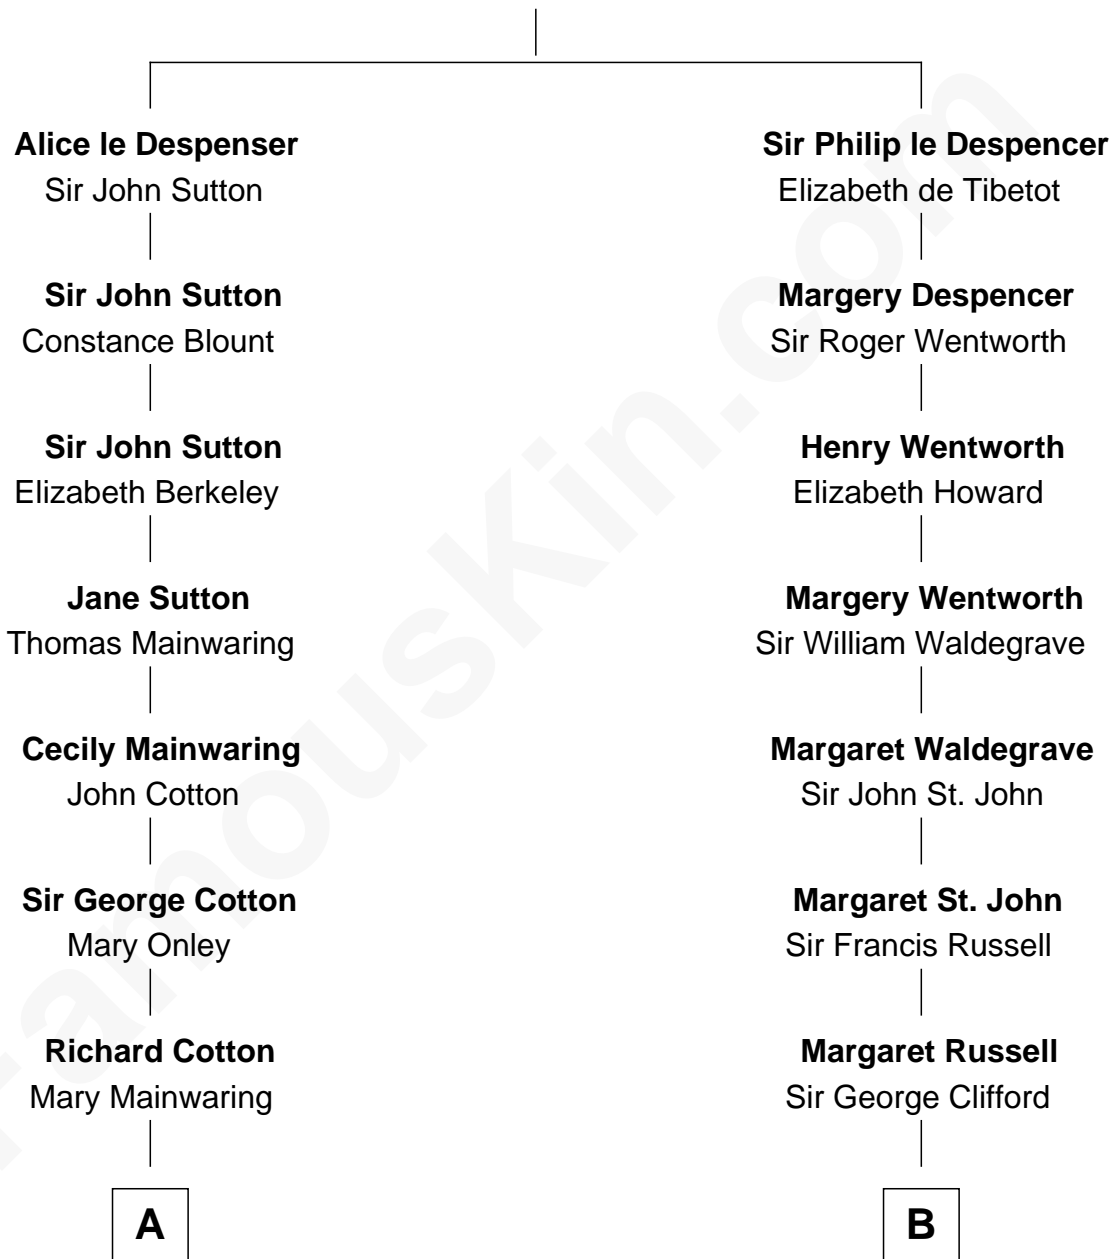 Alice le Despenser
Sir John Sutton
Sir John Sutton
Constance Blount
Sir John Sutton
Elizabeth Berkeley
Jane Sutton
Thomas Mainwaring
Cecily Mainwaring
John Cotton
Sir George Cotton
Mary Onley
Richard Cotton
Mary Mainwaring
A
Sir Philip le Despencer
Elizabeth de Tibetot
Margery Despencer
Sir Roger Wentworth
Henry Wentworth
Elizabeth Howard
Margery Wentworth
Sir William Waldegrave
Margaret Waldegrave
Sir John St. John
Margaret St. John
Sir Francis Russell
Margaret Russell
Sir George Clifford
B
FamousKin.com